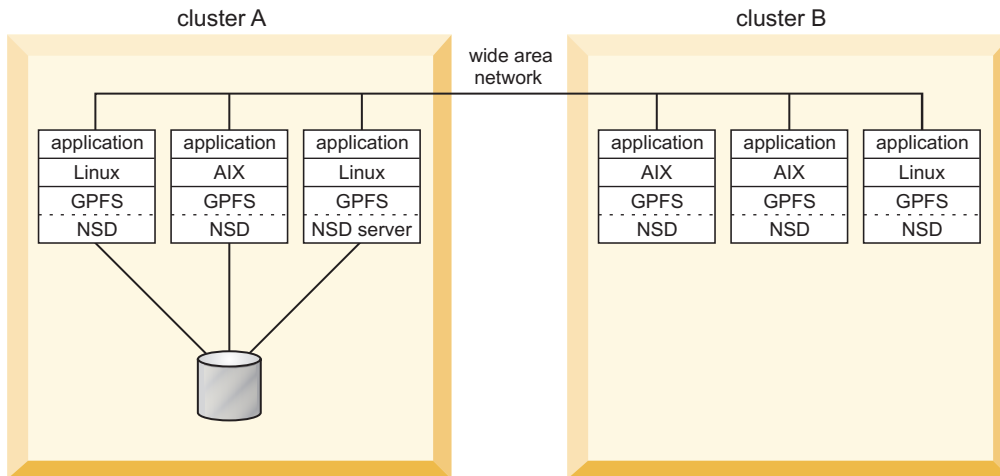 cluster A
cluster B
wide area
network
application
Linux
GPFS
NSD
application
AIX
GPFS
NSD
application
Linux
GPFS
NSD server
application
AIX
GPFS
NSD
application
AIX
GPFS
NSD
application
Linux
GPFS
NSD